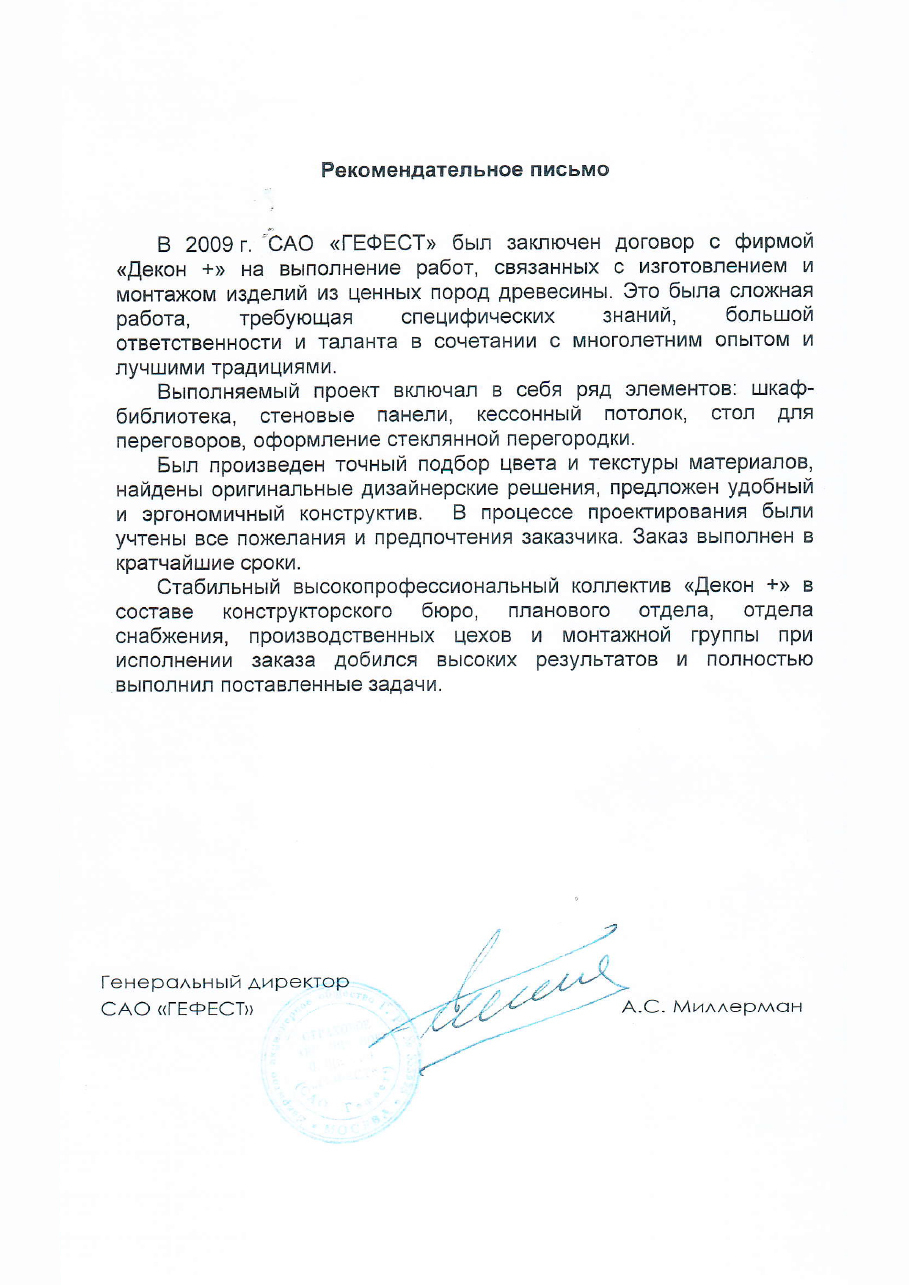 Рекомендательное письмо
В 2009 г. САО «ГЕФЕСТ» был заключен договор с фирмой
«Декон +» на выполнение работ, связанных с изготовлением и
монтажом изделий из ценных пород древесины. Это была сложная
работа, требующая специфических знаний, большой
ответственности и таланта в сочетании с многолетним опытом и
лучшими традициями.
Выполняемый проект включал в себя ряд элементов: шкаф-
библиотека, стеновые панели, кессонный потолок, стол для
переговоров, оформление стеклянной перегородки.
Был произведен точный подбор цвета и текстуры материалов,
найдены оригинальные дизайнерские решения, предложен удобный
и эргономичный конструктив. В процессе проектирования были
учтены все пожелания и предпочтения заказчика. Заказ выполнен в
кратчайшие сроки.
Стабильный высокопрофессиональный коллектив «Декон +» в
составе конструкторского бюро, планового отдела, отдела
снабжения, производственных цехов и монтажной группы при
исполнении заказа добился высоких результатов и полностью
выполнил поставленные задачи.
Генеральный директор
САО «ГЕФЕСТ»
А.С. Миллерман
МОСКВА